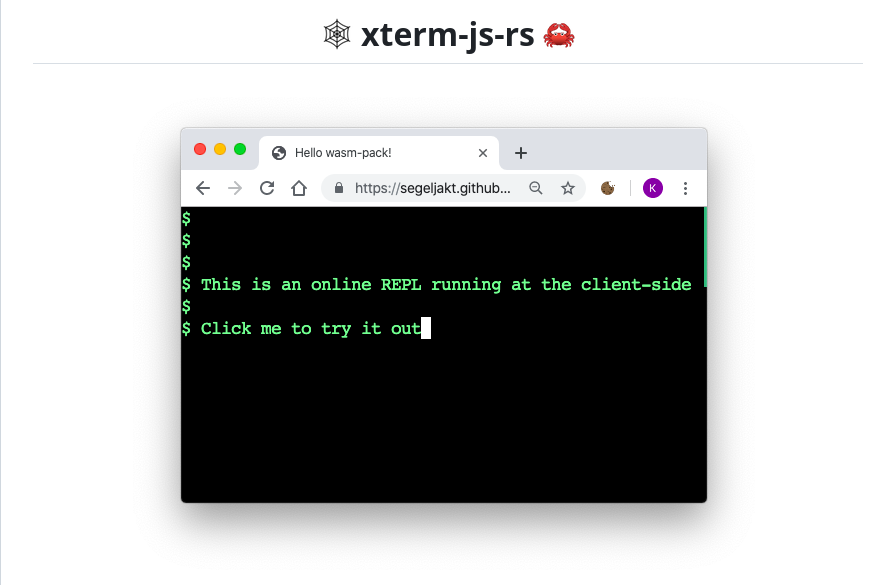 🕸 xterm-js-rs 🦀
Hello wasm-pack!
https://segeljakt.github...
K
$
$
$
$ This is an online REPL running at the client-side
$
$ Click me to try it out